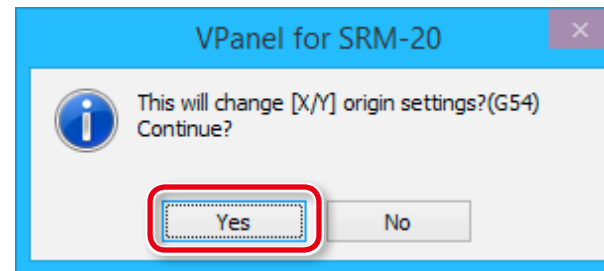 VPanel for SRM-20
This will change [X/Y] origin settings?(G54)
Continue?
Yes
No